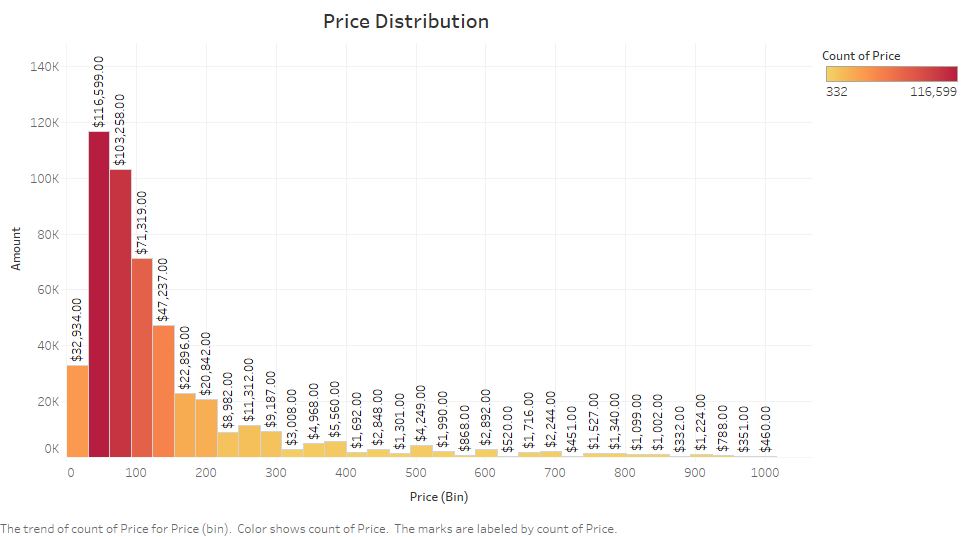 Price Distribution
Count of Price
332 116,599
140K
120K
100K
80K
60K
40K
20K
0K
Amount
$32,934.00
$116,599.00
$103,258.00
$71,319.00
$47,237.00
$22,896.00
$20,842.00
$8,982.00
$11,312.00
$9,187.00
$3,008.00
$4,968.00
$5,560.00
$1,692.00
$2,848.00
$1,301.00
$4,249.00
$1,990.00
$868.00
$2,892.00
$520.00
$1,716.00
$2,244.00
$451.00
$1,527.00
$1,340.00
$1,099.00
$1,002.00
$332.00
$1,224.00
$788.00
$351.00
$460.00
0 100 200 300 400 500 600 700 800 900 1000
Price (Bin)
The trend of count of Price for Price (bin). Color shows count of Price. The marks are labeled by count of Price.